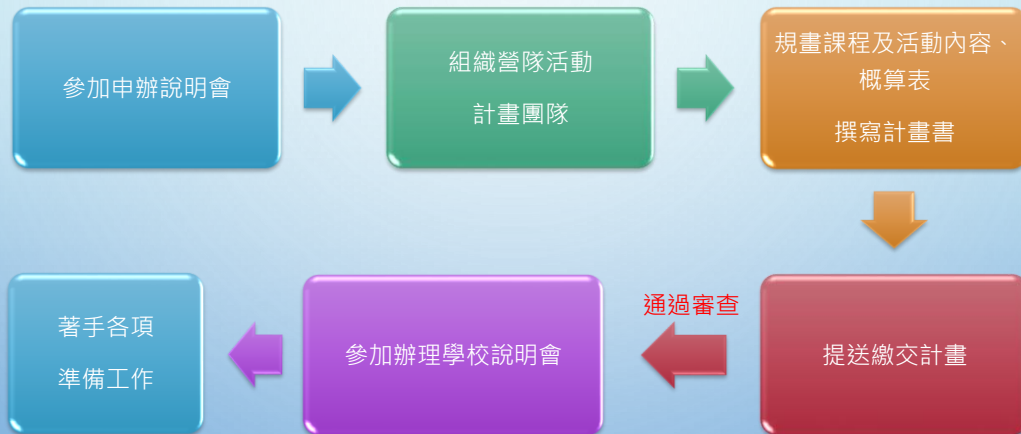 參加申辦說明會
組織營隊活動
計畫團隊
規畫課程及活動內容、
概算表
撰寫計畫書
提送繳交計畫
通過審查
參加辦理學校說明會
著手各項
準備工作